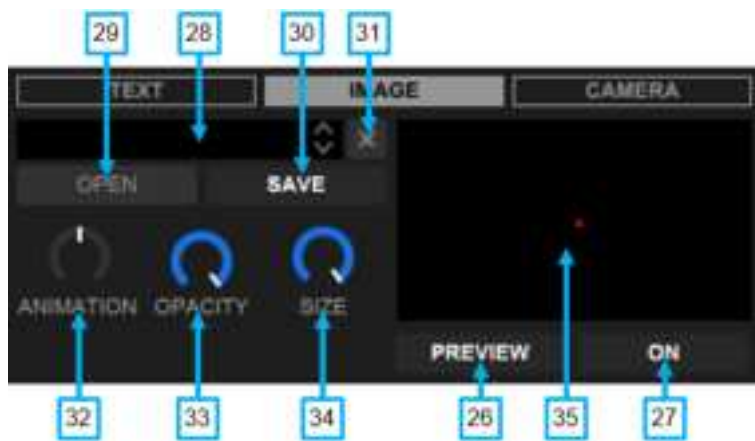 29 28 30 31
TEXT IMAGE CAMERA
OPEN SAVE
ANIMATION OPACITY SIZE
PREVIEW ON
32 33 34 26 35 27